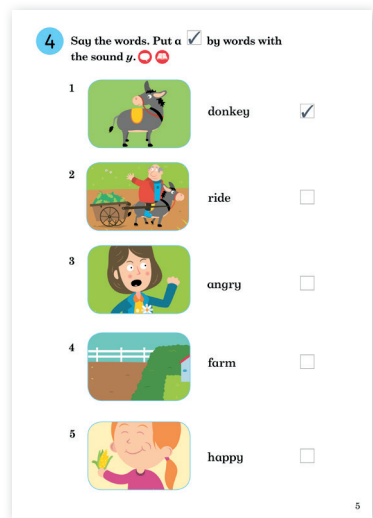 4 Say the words. Put a ✓ by words with
the sound y.
1 donkey ✓
2 ride
3 angry
4 farm
5 happy
5